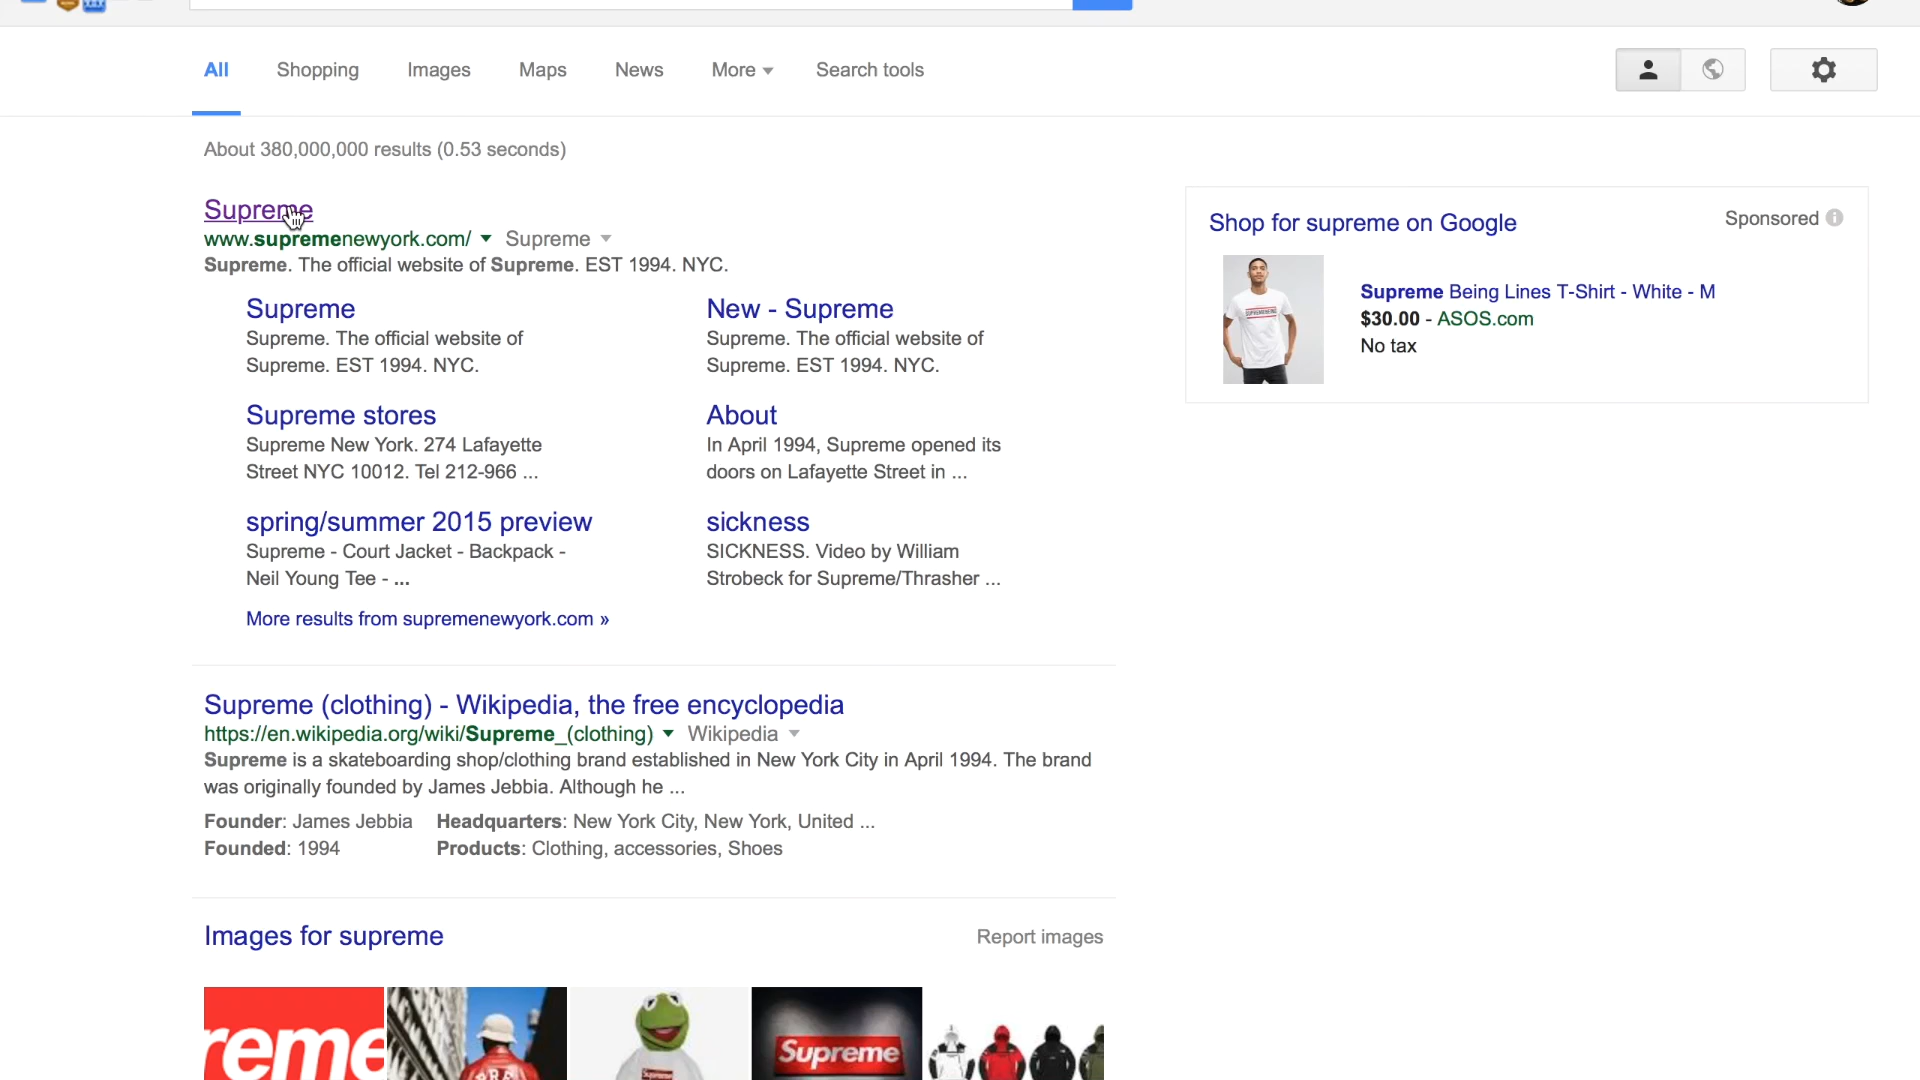 All Shopping Images Maps News More Search tools
About 380,000,000 results (0.53 seconds)
Supreme
www.supremenewyork.com/ Supreme
Supreme. The official website of Supreme. EST 1994. NYC.
Supreme
Supreme. The official website of
Supreme. EST 1994. NYC.
New - Supreme
Supreme. The official website of
Supreme. EST 1994. NYC.
Supreme stores
Supreme New York. 274 Lafayette
Street NYC 10012. Tel 212-966 ...
About
In April 1994, Supreme opened its
doors on Lafayette Street in ...
spring/summer 2015 preview
Supreme - Court Jacket - Backpack -
Neil Young Tee - ...
sickness
SICKNESS. Video by William
Strobeck for Supreme/Thrasher ...
More results from supremenewyork.com »
Supreme (clothing) - Wikipedia, the free encyclopedia
https://en.wikipedia.org/wiki/Supreme_(clothing) Wikipedia
Supreme is a skateboarding shop/clothing brand established in New York City in April 1994. The brand
was originally founded by James Jebbia. Although he ...
Founder: James Jebbia Headquarters: New York City, New York, United ...
Founded: 1994 Products: Clothing, accessories, Shoes
Images for supreme Report images
reme
Supreme
Supreme
Shop for supreme on Google Sponsored
Supreme Being Lines T-Shirt - White - M
$30.00 - ASOS.com
No tax